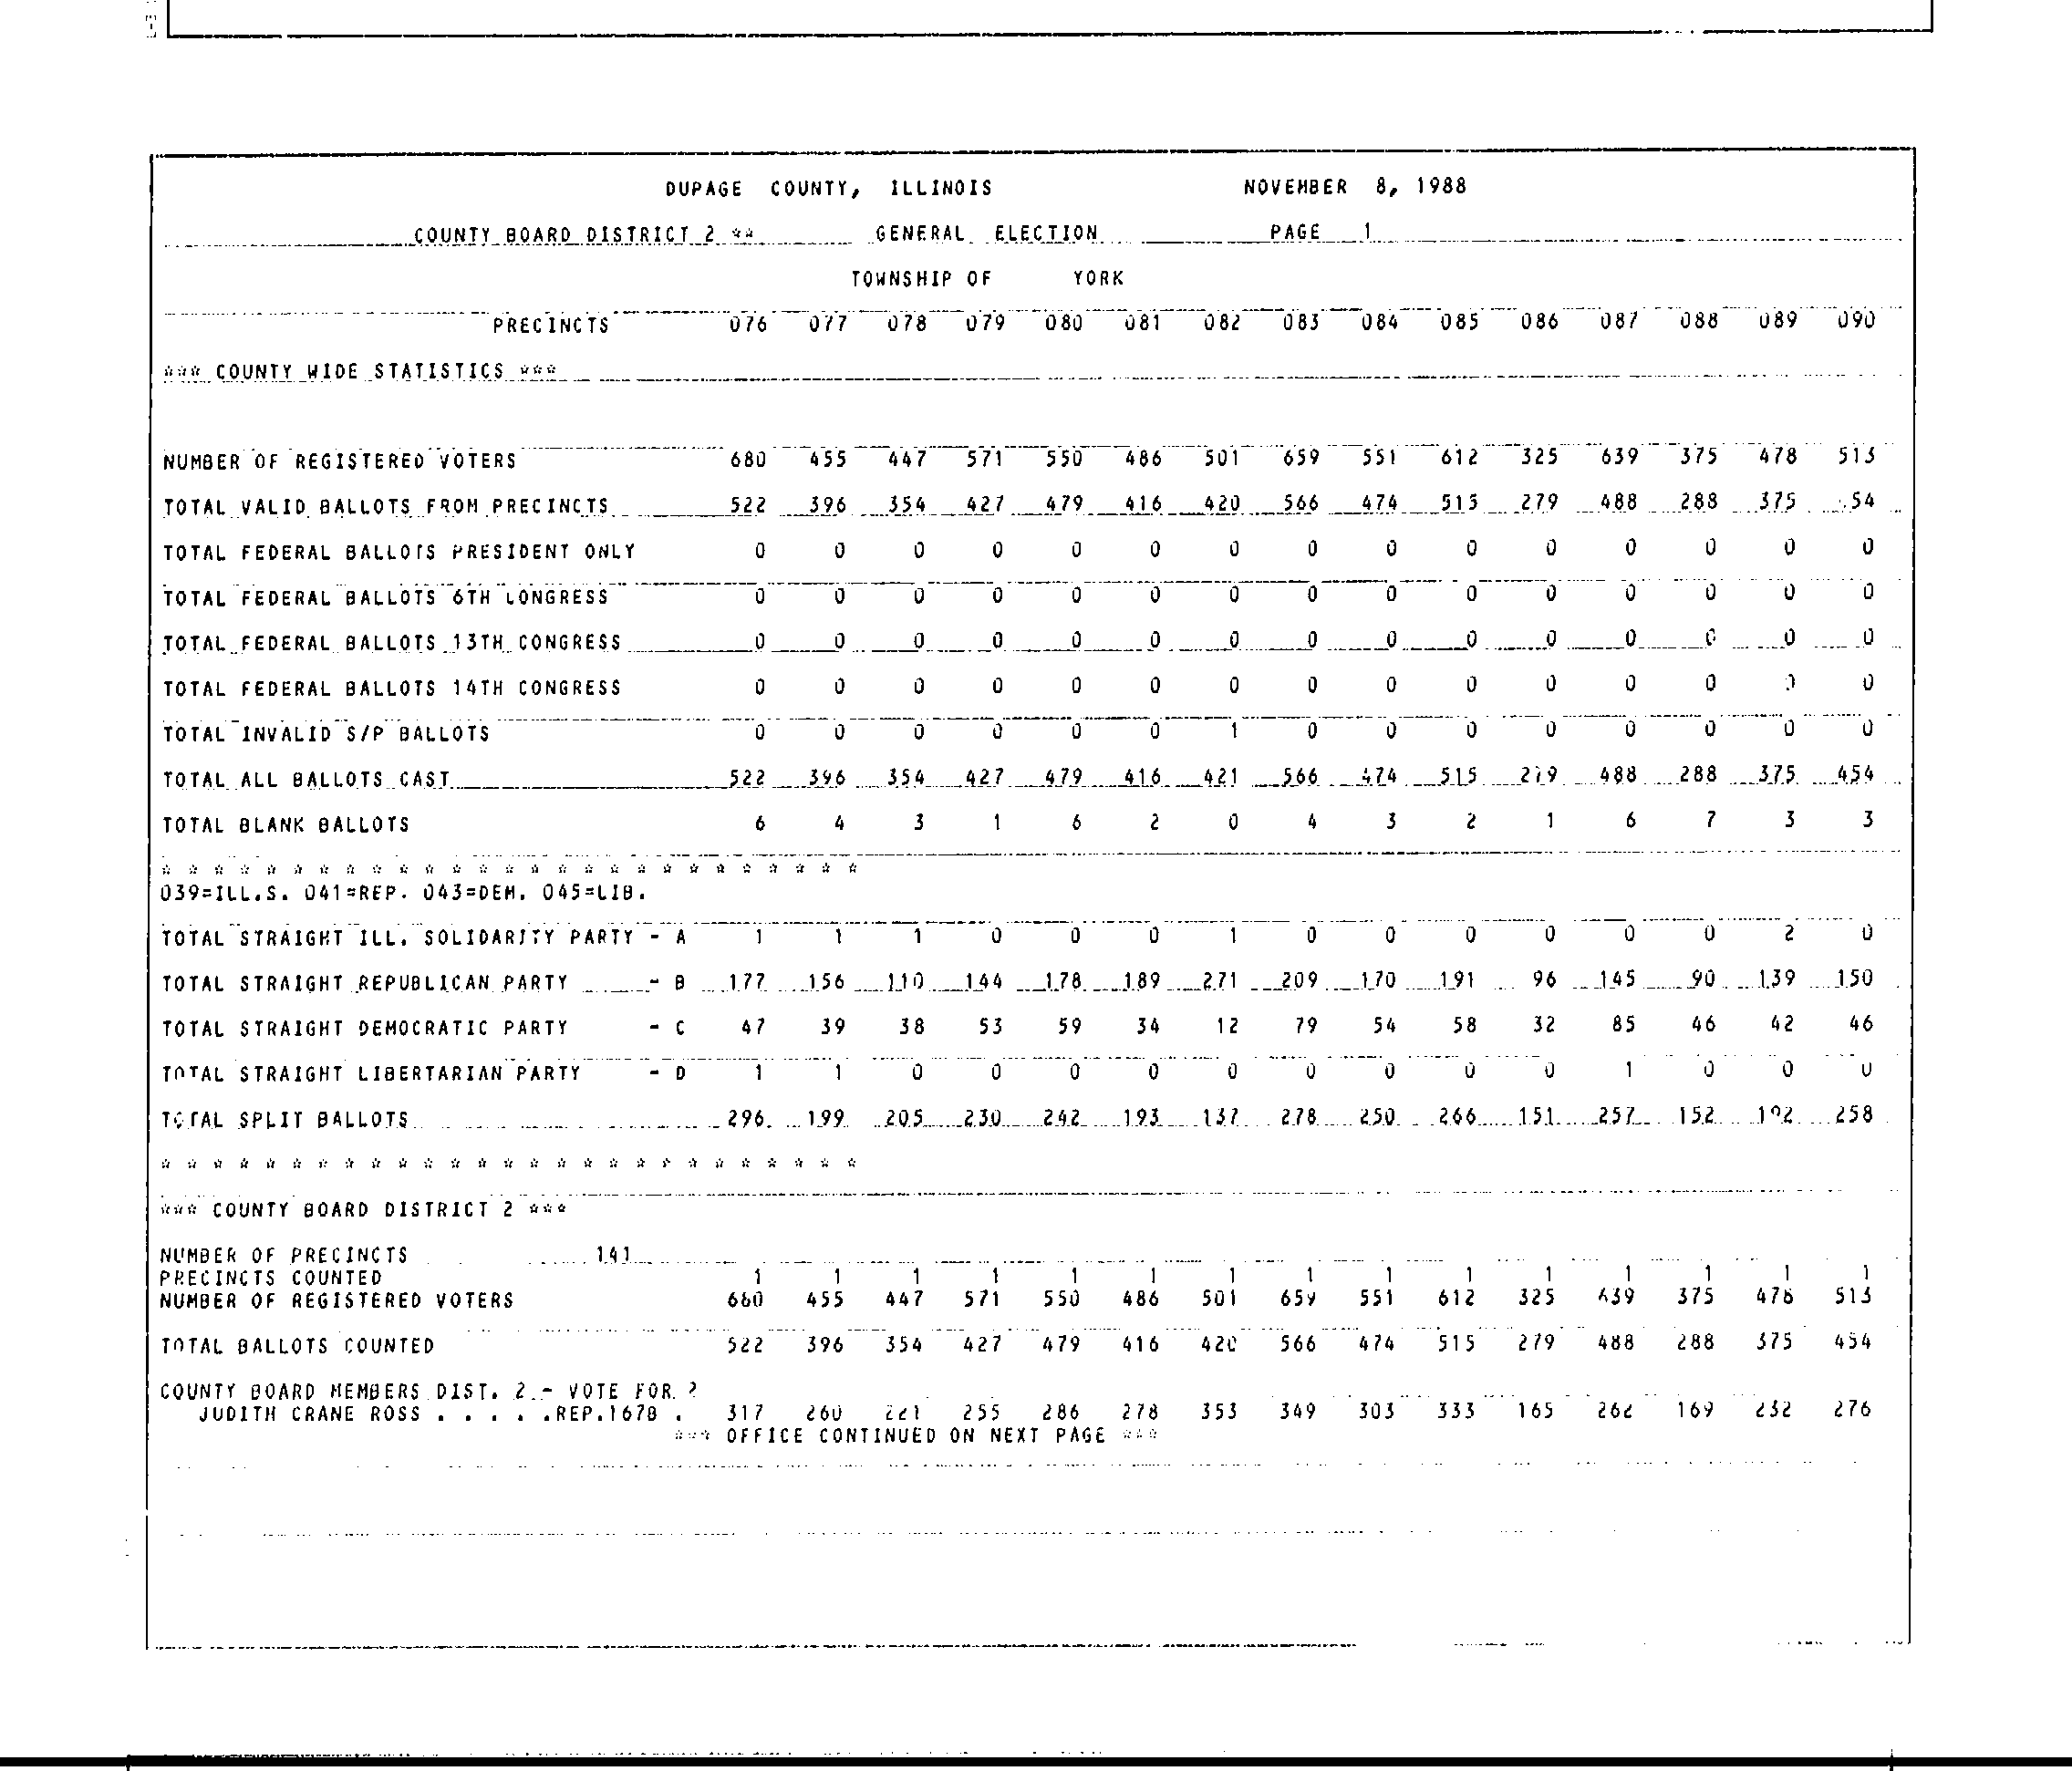 DUPAGE COUNTY, ILLINOIS NOVEMBER 8, 1988
COUNTY BOARD DISTRICT 2 ** GENERAL ELECTION PAGE 1
TOWNSHIP OF YORK
PRECINCTS 076 077 078 079 080 081 082 083 084 085 086 087 088 089 090
*** COUNTY WIDE STATISTICS ***
NUMBER OF REGISTERED VOTERS 680 455 447 571 550 486 501 659 551 612 325 639 375 478 513
TOTAL VALID BALLOTS FROM PRECINCTS 522 396 354 427 479 416 420 566 474 515 279 488 288 375 54
TOTAL FEDERAL BALLOTS PRESIDENT ONLY 0 0 0 0 0 0 0 0 0 0 0 0 0 0 0
TOTAL FEDERAL BALLOTS 6TH CONGRESS 0 0 0 0 0 0 0 0 0 0 0 0 0 0 0
TOTAL FEDERAL BALLOTS 13TH CONGRESS 0 0 0 0 0 0 0 0 0 0 0 0 0 0 0
TOTAL FEDERAL BALLOTS 14TH CONGRESS 0 0 0 0 0 0 0 0 0 0 0 0 0 0 0
TOTAL INVALID S/P BALLOTS 0 0 0 0 0 0 1 0 0 0 0 0 0 0 0
TOTAL ALL BALLOTS CAST 522 396 354 427 479 416 421 566 474 515 279 488 288 375 454
TOTAL BLANK BALLOTS 6 4 3 1 6 2 0 4 3 2 1 6 7 3 3
* * * * * * * * * * * * * * * * * * * * * * * * * * *
039=ILL.S. 041=REP. 043=DEM. 045=LIB.
TOTAL STRAIGHT ILL. SOLIDARITY PARTY - A 1 1 1 0 0 0 1 0 0 0 0 0 0 2 0
TOTAL STRAIGHT REPUBLICAN PARTY - B 177 156 110 144 178 189 271 209 170 191 96 145 90 139 150
TOTAL STRAIGHT DEMOCRATIC PARTY - C 47 39 38 53 59 34 12 79 54 58 32 85 46 42 46
TOTAL STRAIGHT LIBERTARIAN PARTY - D 1 1 0 0 0 0 0 0 0 0 0 1 0 0 0
TOTAL SPLIT BALLOTS 296 199 205 230 242 193 137 278 250 266 151 257 152 192 258
* * * * * * * * * * * * * * * * * * * * * * * * * * *
*** COUNTY BOARD DISTRICT 2 ***
NUMBER OF PRECINCTS 141
PRECINCTS COUNTED 1 1 1 1 1 1 1 1 1 1 1 1 1 1 1
NUMBER OF REGISTERED VOTERS 680 455 447 571 550 486 501 659 551 612 325 639 375 478 513
TOTAL BALLOTS COUNTED 522 396 354 427 479 416 420 566 474 515 279 488 288 375 454
COUNTY BOARD MEMBERS DIST. 2 - VOTE FOR 2
JUDITH CRANE ROSS . . . . .REP.167B . 317 260 221 255 286 278 353 349 303 333 165 262 169 232 276
*** OFFICE CONTINUED ON NEXT PAGE ***